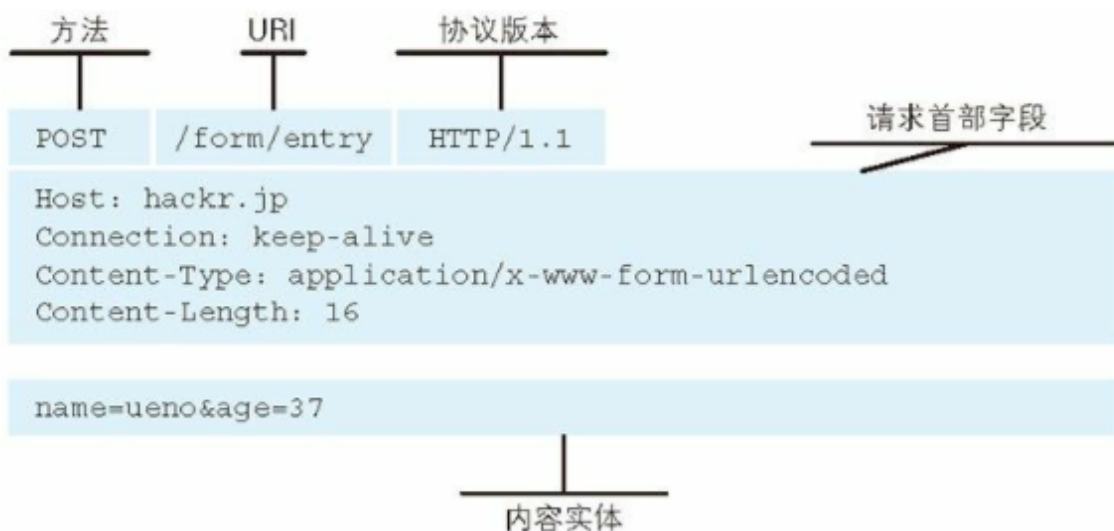 方法 URI 协议版本
POST /form/entry HTTP/1.1
请求首部字段
Host: hackr.jp
Connection: keep-alive
Content-Type: application/x-www-form-urlencoded
Content-Length: 16
name=ueno&age=37
内容实体